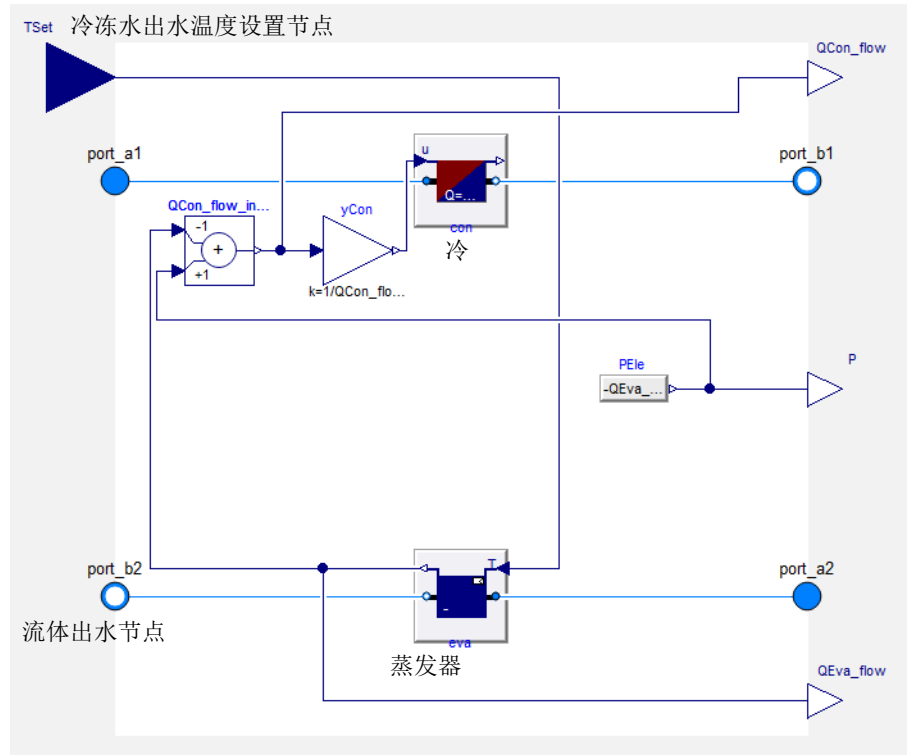 TSet 冷冻水出水温度设置节点
QCon_flow
port_a1
port_b1
u
Q=...
con
冷
QCon_flow_in...
-1
+
+1
yCon
k=1/QCon_flo...
P
PEle
-QEva_...
port_b2
port_a2
T
-
eva
流体出水节点
蒸发器
QEva_flow